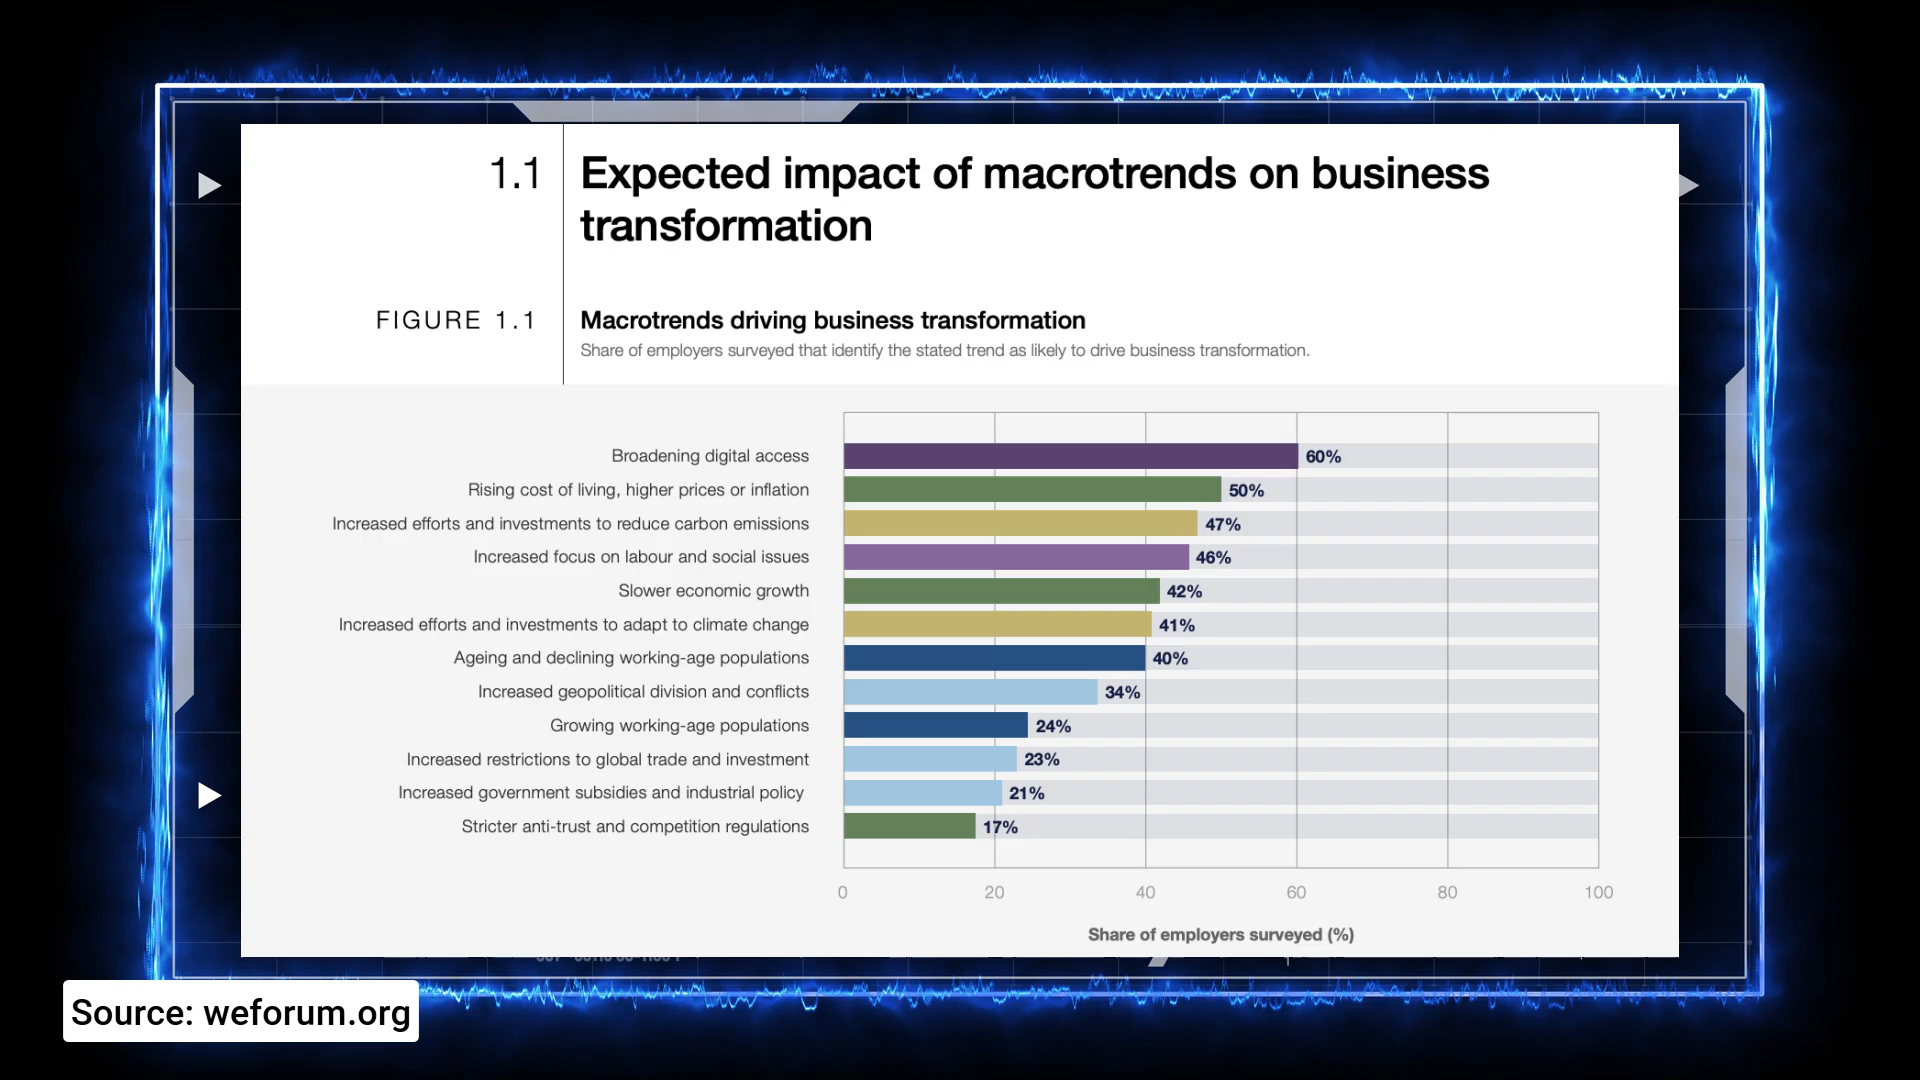 1.1
Expected impact of macrotrends on business
transformation
FIGURE 1.1
Macrotrends driving business transformation
Share of employers surveyed that identify the stated trend as likely to drive business transformation.
Broadening digital access 60%
Rising cost of living, higher prices or inflation 50%
Increased efforts and investments to reduce carbon emissions 47%
Increased focus on labour and social issues 46%
Slower economic growth 42%
Increased efforts and investments to adapt to climate change 41%
Ageing and declining working-age populations 40%
Increased geopolitical division and conflicts 34%
Growing working-age populations 24%
Increased restrictions to global trade and investment 23%
Increased government subsidies and industrial policy 21%
Stricter anti-trust and competition regulations 17%
0 20 40 60 80 100
Share of employers surveyed (%)
Source: weforum.org